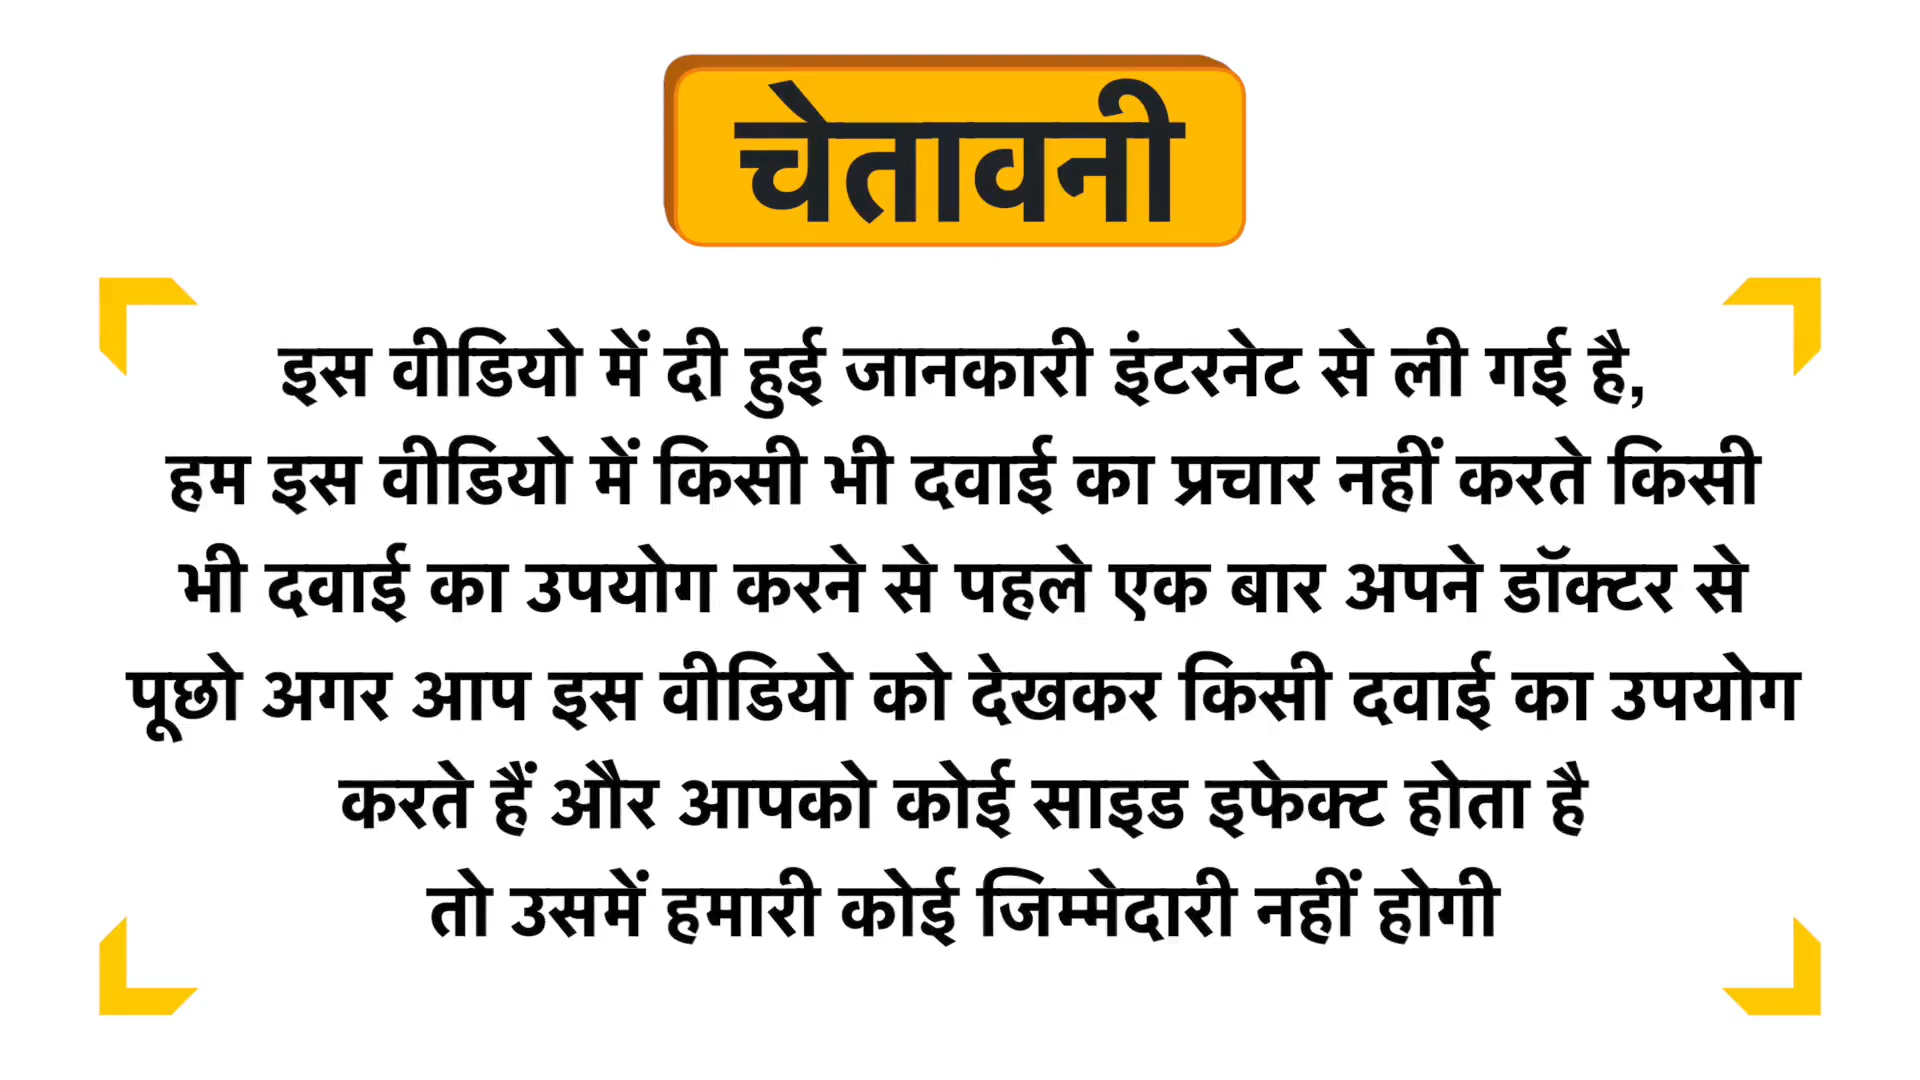 चेतावनी
इस वीडियो में दी हुई जानकारी इंटरनेट से ली गई है,
हम इस वीडियो में किसी भी दवाई का प्रचार नहीं करते किसी
भी दवाई का उपयोग करने से पहले एक बार अपने डॉक्टर से
पूछो अगर आप इस वीडियो को देखकर किसी दवाई का उपयोग
करते हैं और आपको कोई साइड इफेक्ट होता है
तो उसमें हमारी कोई जिम्मेदारी नहीं होगी